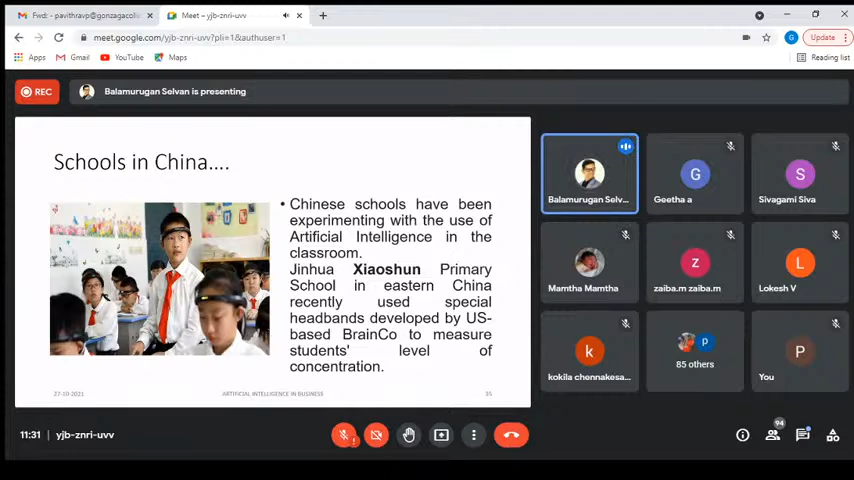 Fwd: - pavithravp@gonzagacolle
Meet – yjb-znri-uvv
meet.google.com/yjb-znri-uvv?pli=1&authuser=1
G
Update
Apps
Gmail
YouTube
Maps
Reading list
REC
Balamurugan Selvan is presenting
Schools in China....
• Chinese schools have been
experimenting with the use of
Artificial Intelligence in the
classroom.
Jinhua Xiaoshun Primary
School in eastern China
recently used special
headbands developed by US-
based BrainCo to measure
students' level of
concentration.
27-10-2021
ARTIFICIAL INTELLIGENCE IN BUSINESS
35
Balamurugan Selv...
G
Geetha a
S
Sivagami Siva
Mamtha Mamtha
z
zaiba.m zaiba.m
L
Lokesh V
k
kokila chennakesa...
p
85 others
P
You
11:31
yjb-znri-uvv
94